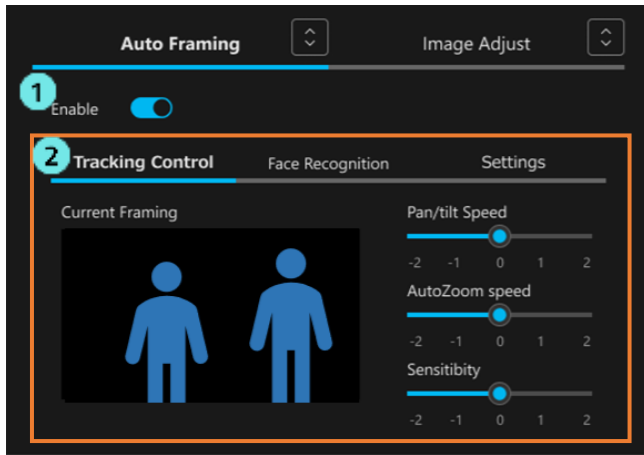 Auto Framing
Image Adjust
1
Enable
2
Tracking Control
Face Recognition
Settings
Current Framing
Pan/tilt Speed
-2 -1 0 1 2
AutoZoom speed
-2 -1 0 1 2
Sensitibity
-2 -1 0 1 2